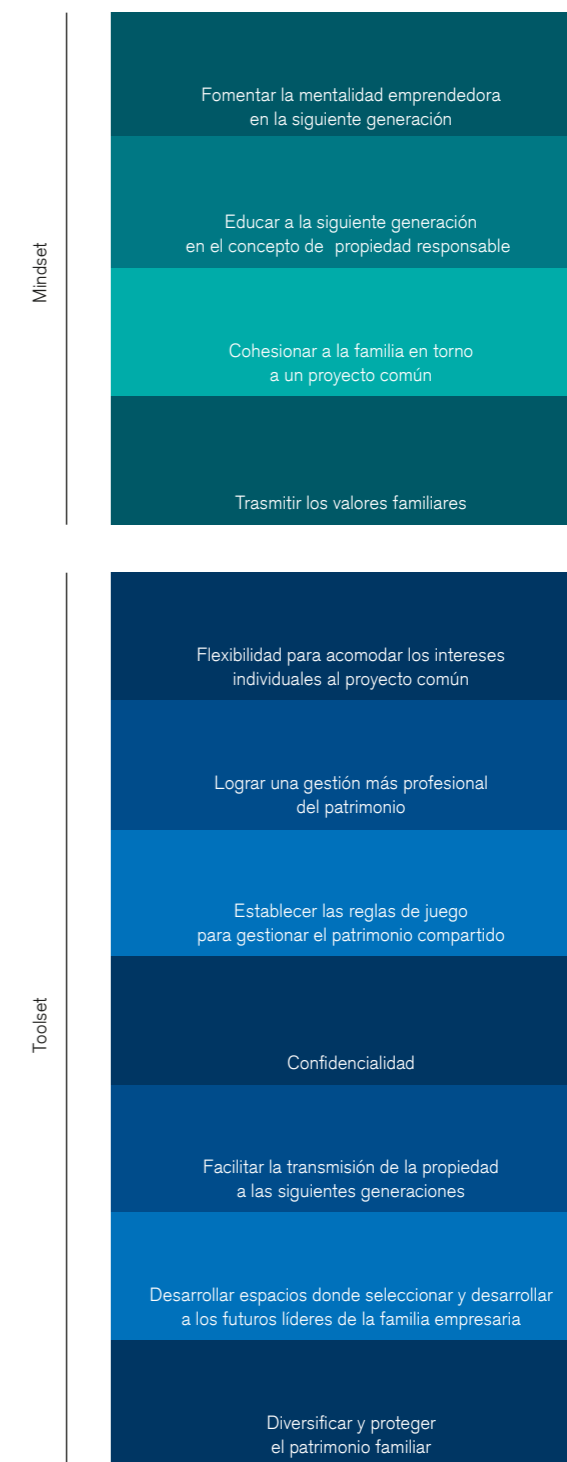 Mindset
Fomentar la mentalidad emprendedora
en la siguiente generación
Educar a la siguiente generación
en el concepto de propiedad responsable
Cohesionar a la familia en torno
a un proyecto común
Trasmitir los valores familiares
Toolset
Flexibilidad para acomodar los intereses
individuales al proyecto común
Lograr una gestión más profesional
del patrimonio
Establecer las reglas de juego
para gestionar el patrimonio compartido
Confidencialidad
Facilitar la transmisión de la propiedad
a las siguientes generaciones
Desarrollar espacios donde seleccionar y desarrollar
a los futuros líderes de la familia empresaria
Diversificar y proteger
el patrimonio familiar